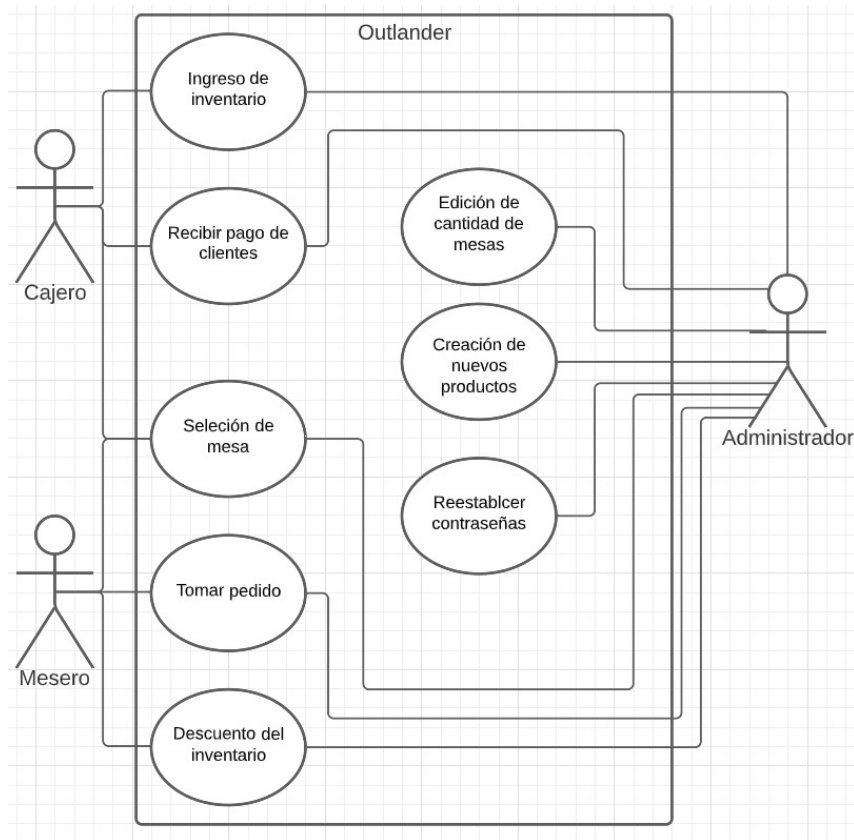 Outlander
Ingreso de
inventario
Recibir pago de
clientes
Edición de
cantidad de
mesas
Cajero
Creación de
nuevos
productos
Administrador
Seleción de
mesa
Reestablcer
contraseñas
Tomar pedido
Mesero
Descuento del
inventario